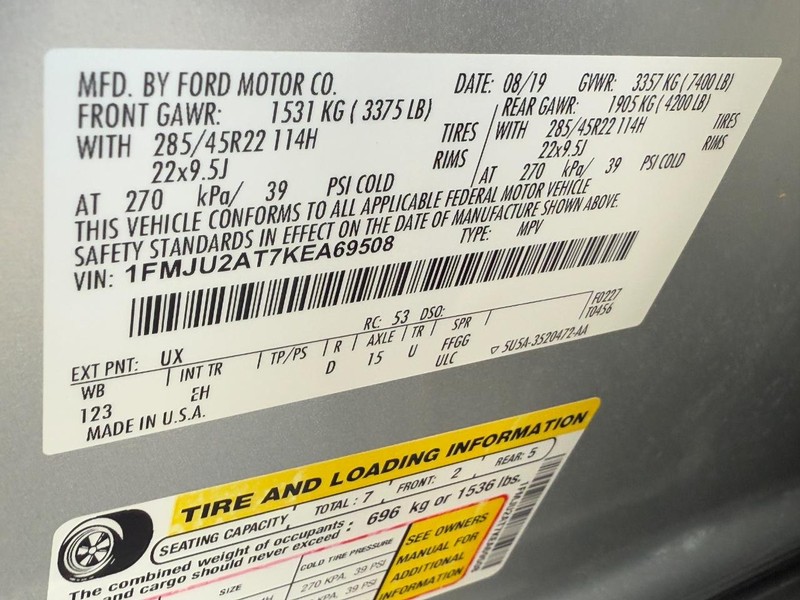 MFD. BY FORD MOTOR CO. DATE: 08/19 GVWR: 3357 KG ( 7400 LB)
FRONT GAWR: 1531 KG ( 3375 LB) REAR GAWR: 1905 KG ( 4200 LB)
WITH 285/45R22 114H TIRES WITH 285/45R22 114H TIRES
22x9.5J RIMS 22x9.5J RIMS
AT 270 kPa/ 39 PSI COLD AT 270 kPa/ 39 PSI COLD
THIS VEHICLE CONFORMS TO ALL APPLICABLE FEDERAL MOTOR VEHICLE
SAFETY STANDARDS IN EFFECT ON THE DATE OF MANUFACTURE SHOWN ABOVE.
VIN: 1FMJU2AT7KEA69508 TYPE: MPV
EXT PNT: UX RC: 53 DSO: F0227
WB INT TR TP/PS R AXLE TR SPR T0456
123 EH D 15 U FFGG
ULC ▽ 5U5A-3520472-AA
MADE IN U.S.A.
TIRE AND LOADING INFORMATION
SEATING CAPACITY TOTAL : 7 FRONT: 2 REAR: 5
The combined weight of occupants
and cargo should never exceed : 696 kg or 1536 lbs.
SIZE COLD TIRE PRESSURE
270 KPA, 39 PSI
SEE OWNERS
MANUAL FOR
ADDITIONAL
INFORMATION